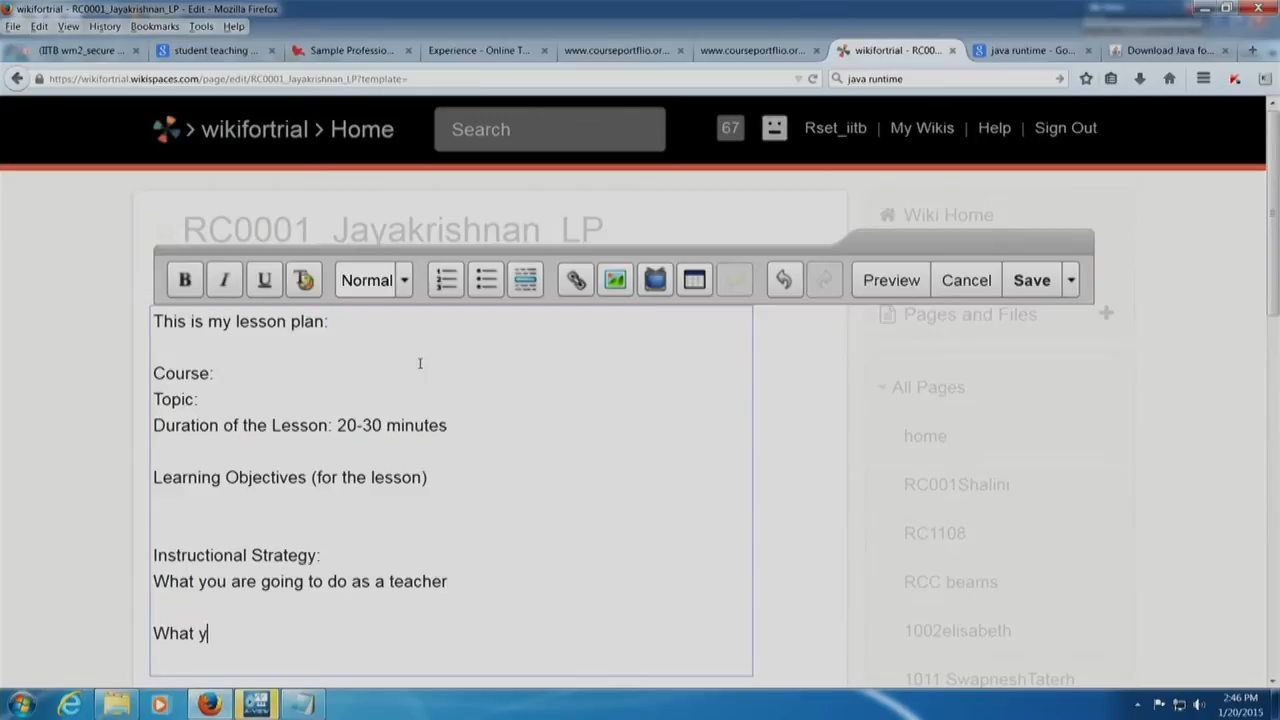 wikifortrial - RC0001_Jayakrishnan_LP - Edit - Mozilla Firefox
File Edit View History Bookmarks Tools Help
(IITB wm2_secure ... student teaching ... Sample Professio... Experience - Online T... www.courseportflio.or... www.courseportflio.or... wikifortrial - RC00... java runtime - Go... Download Java fo...
https://wikifortrial.wikispaces.com/page/edit/RC0001_Jayakrishnan_LP?template= java runtime
wikifortrial > Home Search 67 Rset_iitb | My Wikis | Help | Sign Out
RC0001_Jayakrishnan_LP
Wiki Home
B I U Normal Preview Cancel Save
Pages and Files
This is my lesson plan:
Course:
Topic:
Duration of the Lesson: 20-30 minutes
Learning Objectives (for the lesson)
Instructional Strategy:
What you are going to do as a teacher
What y
All Pages
home
RC001Shalini
RC1108
RCC beams
1002elisabeth
1011 SwapneshTaterh
2:46 PM
1/20/2015